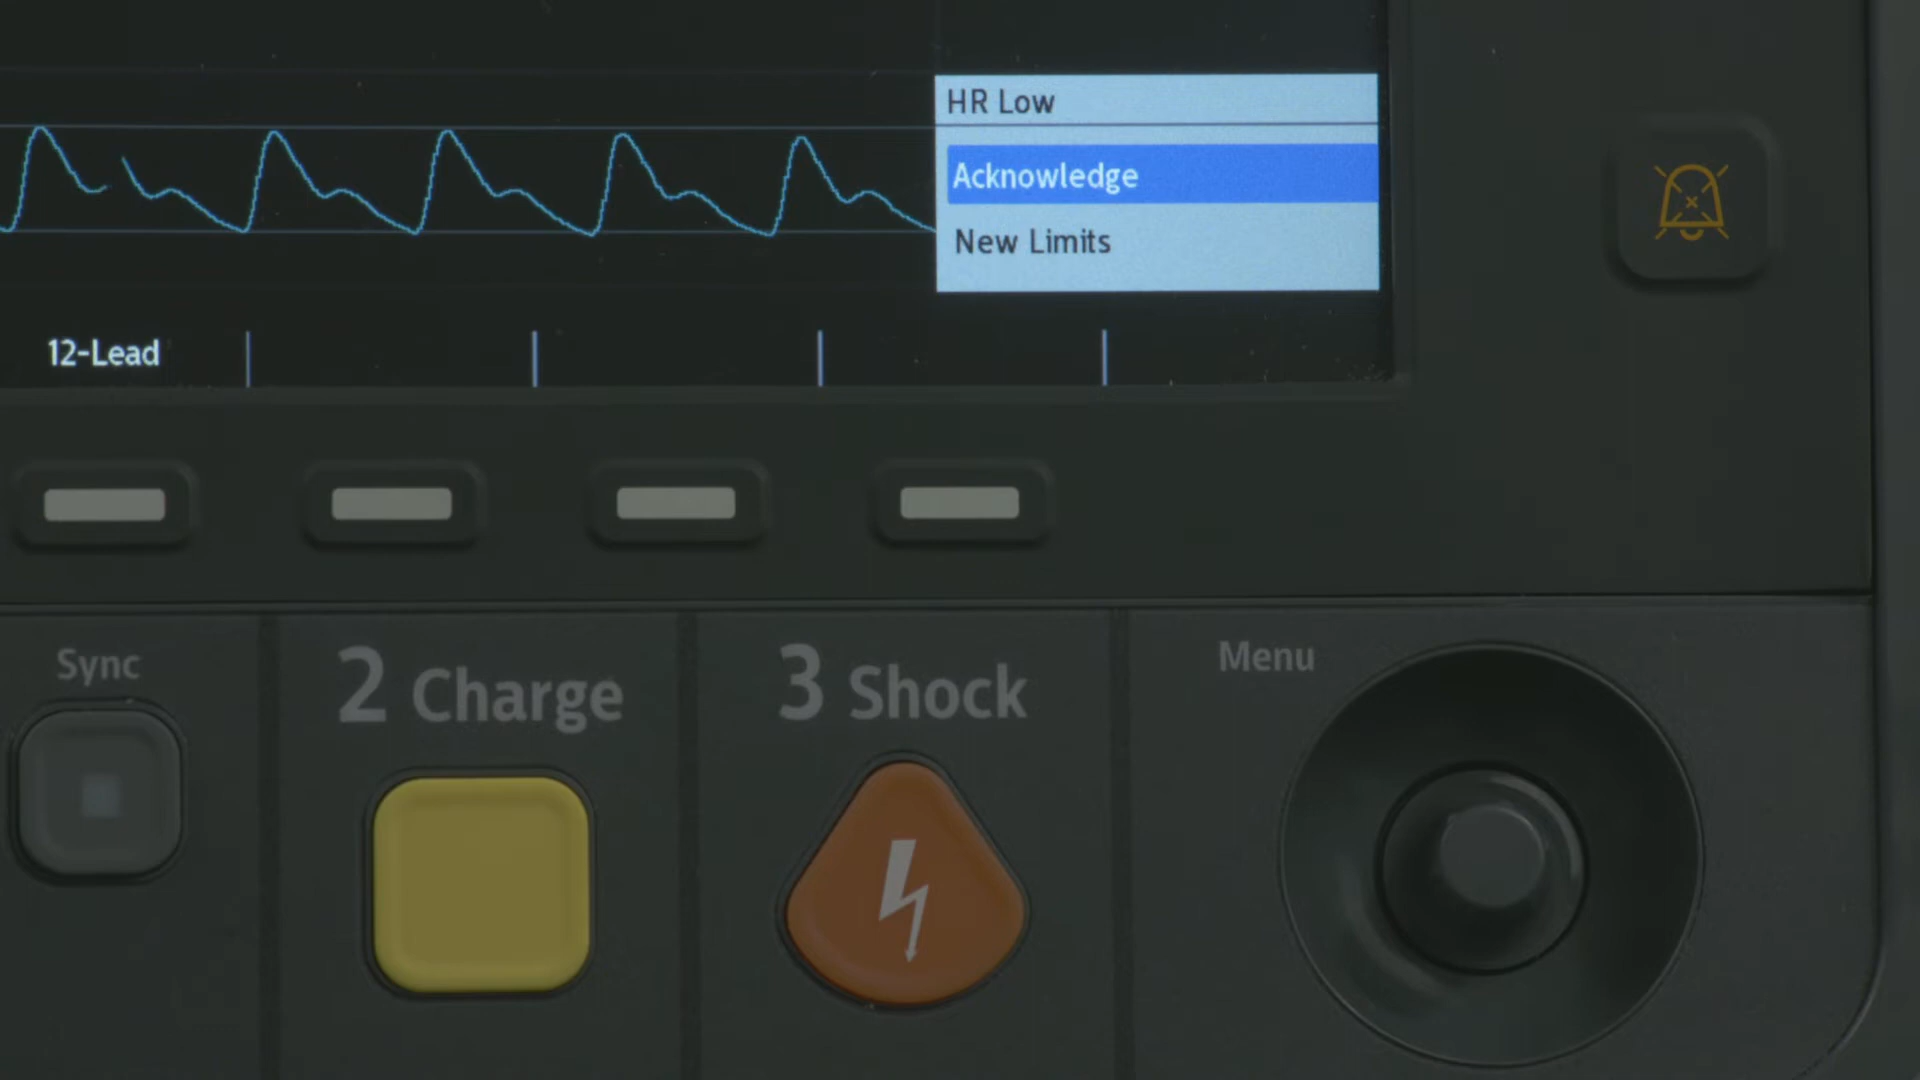 HR Low
Acknowledge
New Limits
12-Lead
Sync
2 Charge
3 Shock
Menu